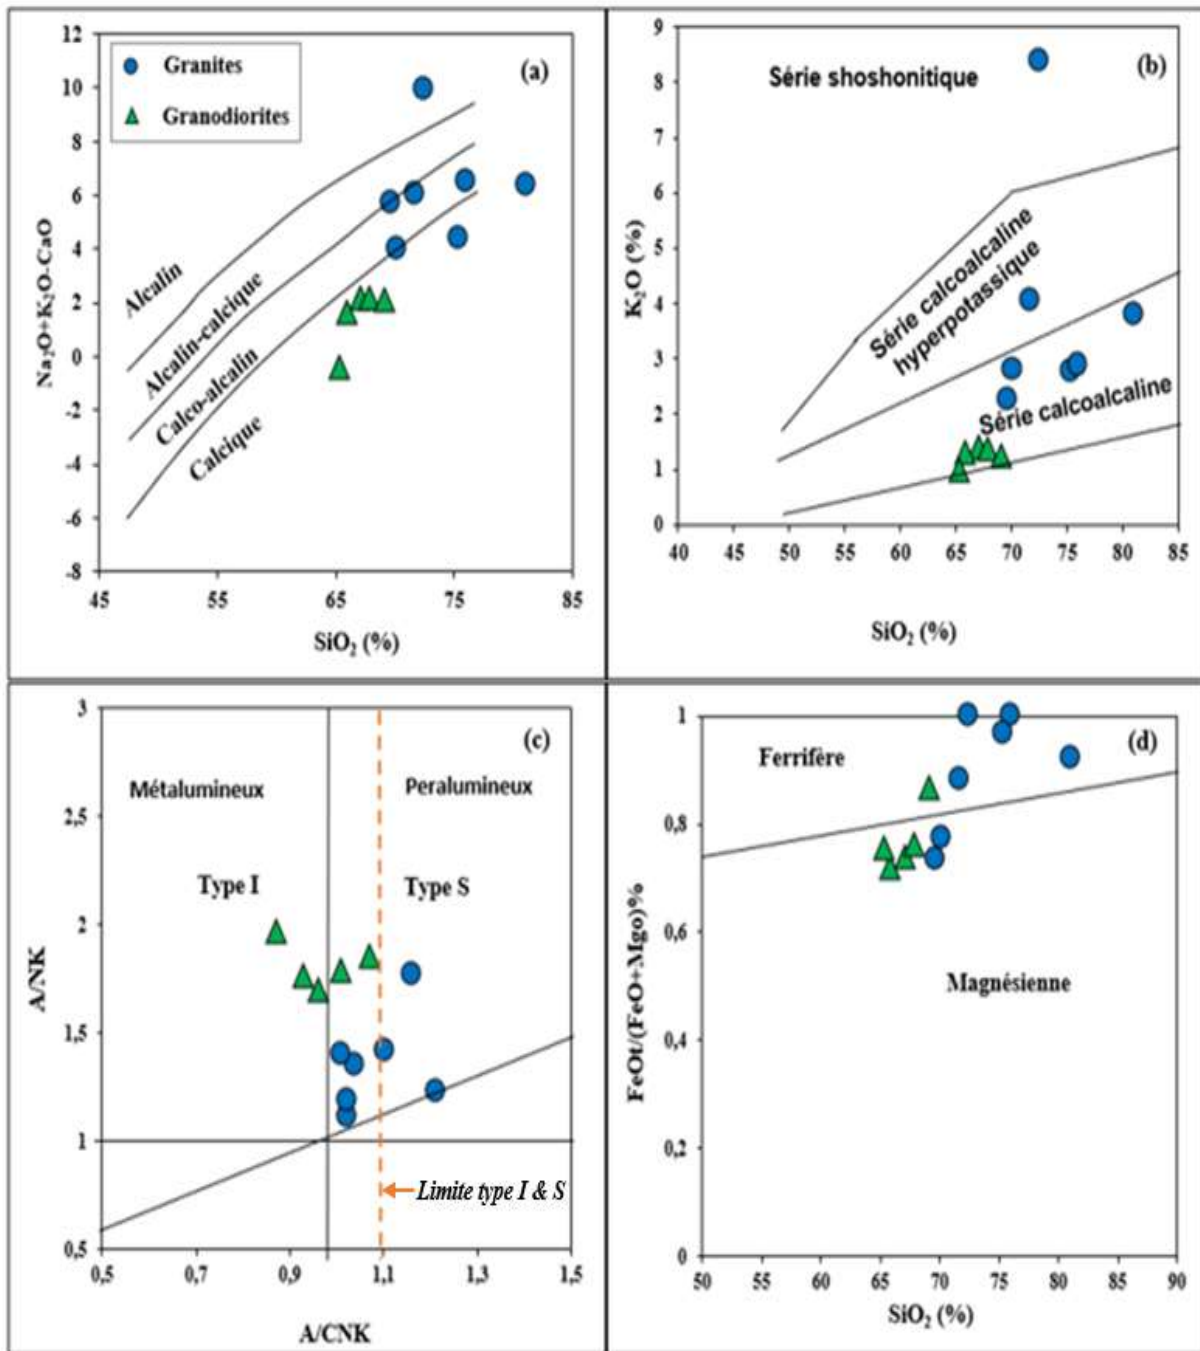 12
10
8
6
4
2
0
-2
-4
-6
-8
45
55
65
75
85
Na₂O+K₂O-CaO
SiO₂ (%)
Granites
Granodiorites
(a)
Alcalin
Alcalin-calcique
Calco-alcalin
Calcique
9
8
7
6
5
4
3
2
1
0
40
45
50
55
60
65
70
75
80
85
K₂O (%)
SiO₂ (%)
(b)
Série shoshonitique
Série calcoalcaline
hyperpotassique
Série calcoalcaline
3
2,5
2
1,5
1
0,5
0,5
0,7
0,9
1,1
1,3
1,5
A/NK
A/CNK
(c)
Métalumineux
Peralumineux
Type I
Type S
Limite type I & S
1
0,8
0,6
0,4
0,2
0
50
55
60
65
70
75
80
85
90
FeOt/(FeO+Mgo)%
SiO₂ (%)
(d)
Ferrifère
Magnésienne